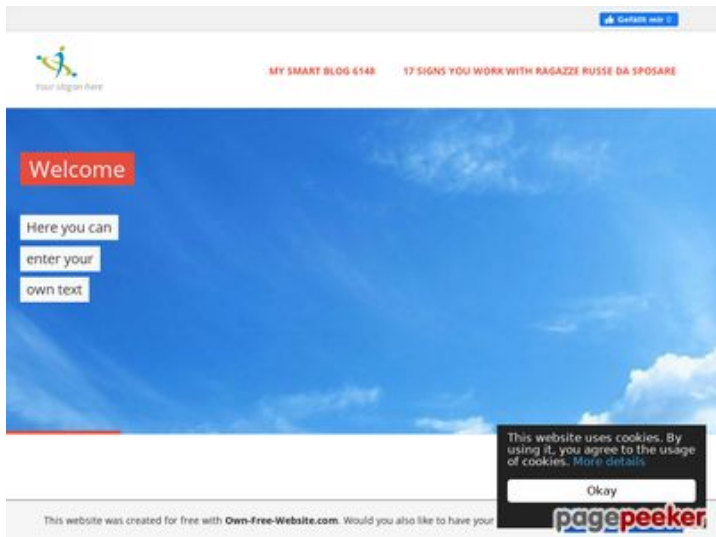 Gefällt mir 0
Your slogan here
MY SMART BLOG 6148 17 SIGNS YOU WORK WITH RAGAZZE RUSSE DA SPOSARE
Welcome
Here you can
enter your
own text
This website uses cookies. By
using it, you agree to the usage
of cookies. More details
Okay
This website was created for free with Own-Free-Website.com. Would you also like to have your
pagepeeker